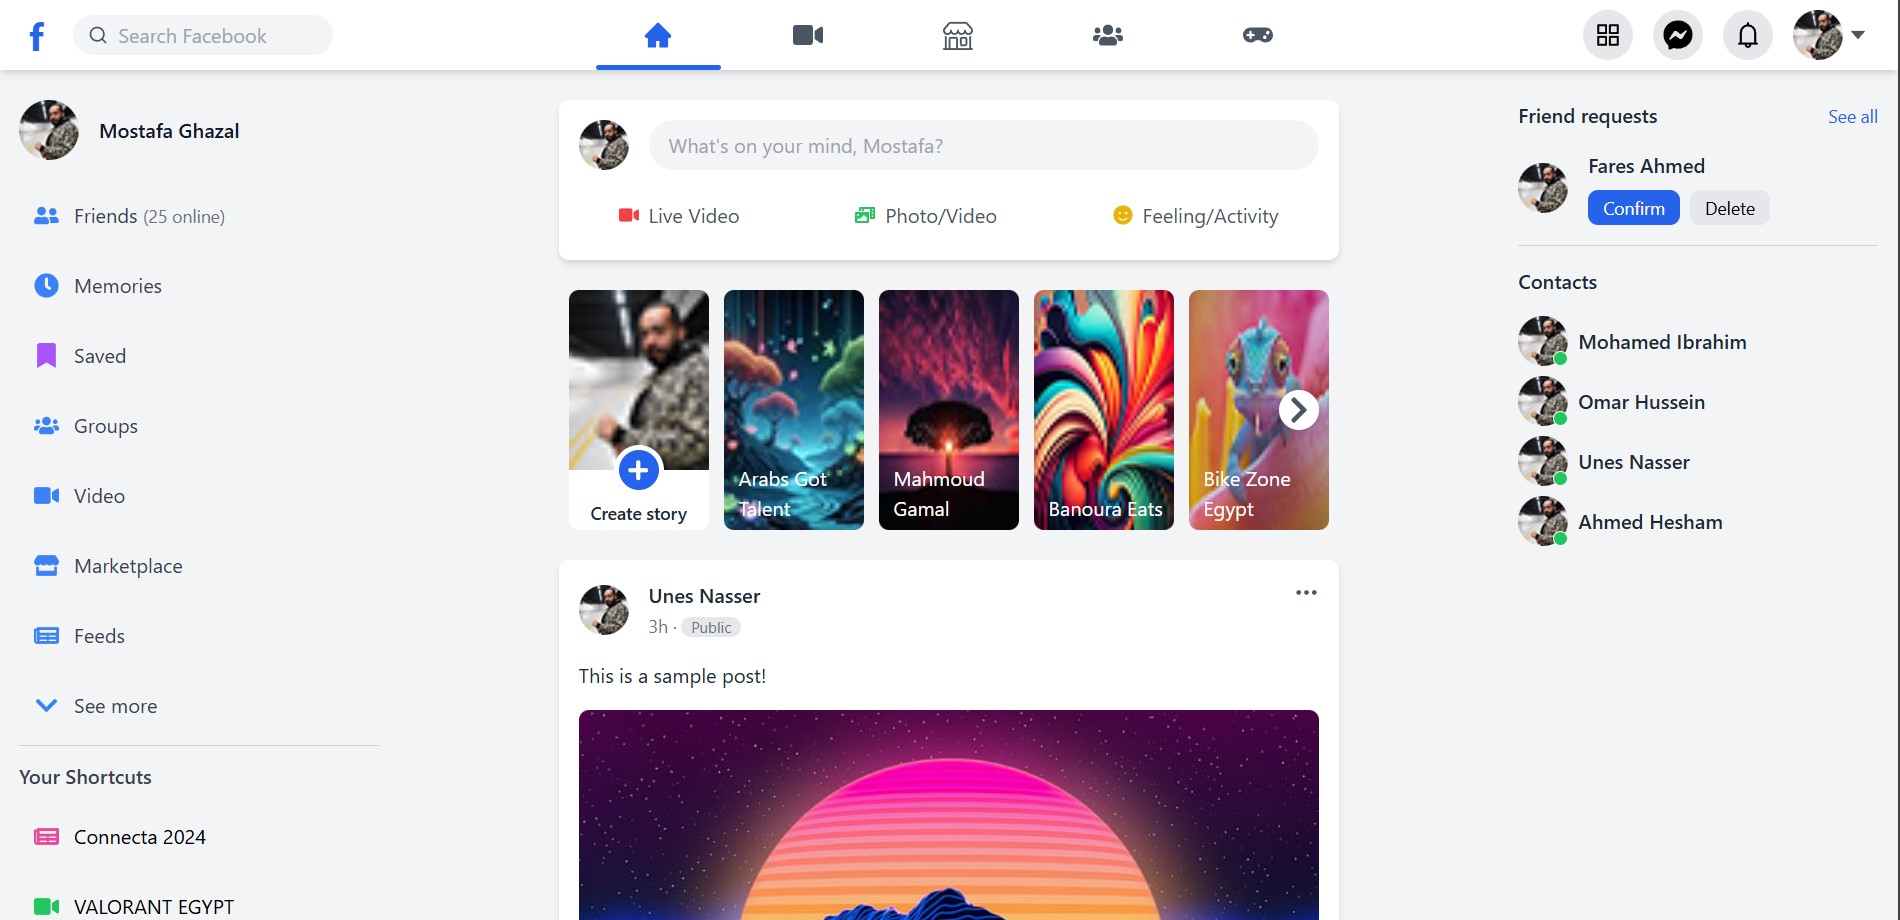 f
Search Facebook
Mostafa Ghazal
Friends (25 online)
Memories
Saved
Groups
Video
Marketplace
Feeds
See more
Your Shortcuts
Connecta 2024
VALORANT EGYPT
What's on your mind, Mostafa?
Live Video
Photo/Video
Feeling/Activity
Create story
Arabs Got
Talent
Mahmoud
Gamal
Banoura Eats
Bike Zone
Egypt
Unes Nasser
3h · Public
This is a sample post!
Friend requests
See all
Fares Ahmed
Confirm
Delete
Contacts
Mohamed Ibrahim
Omar Hussein
Unes Nasser
Ahmed Hesham